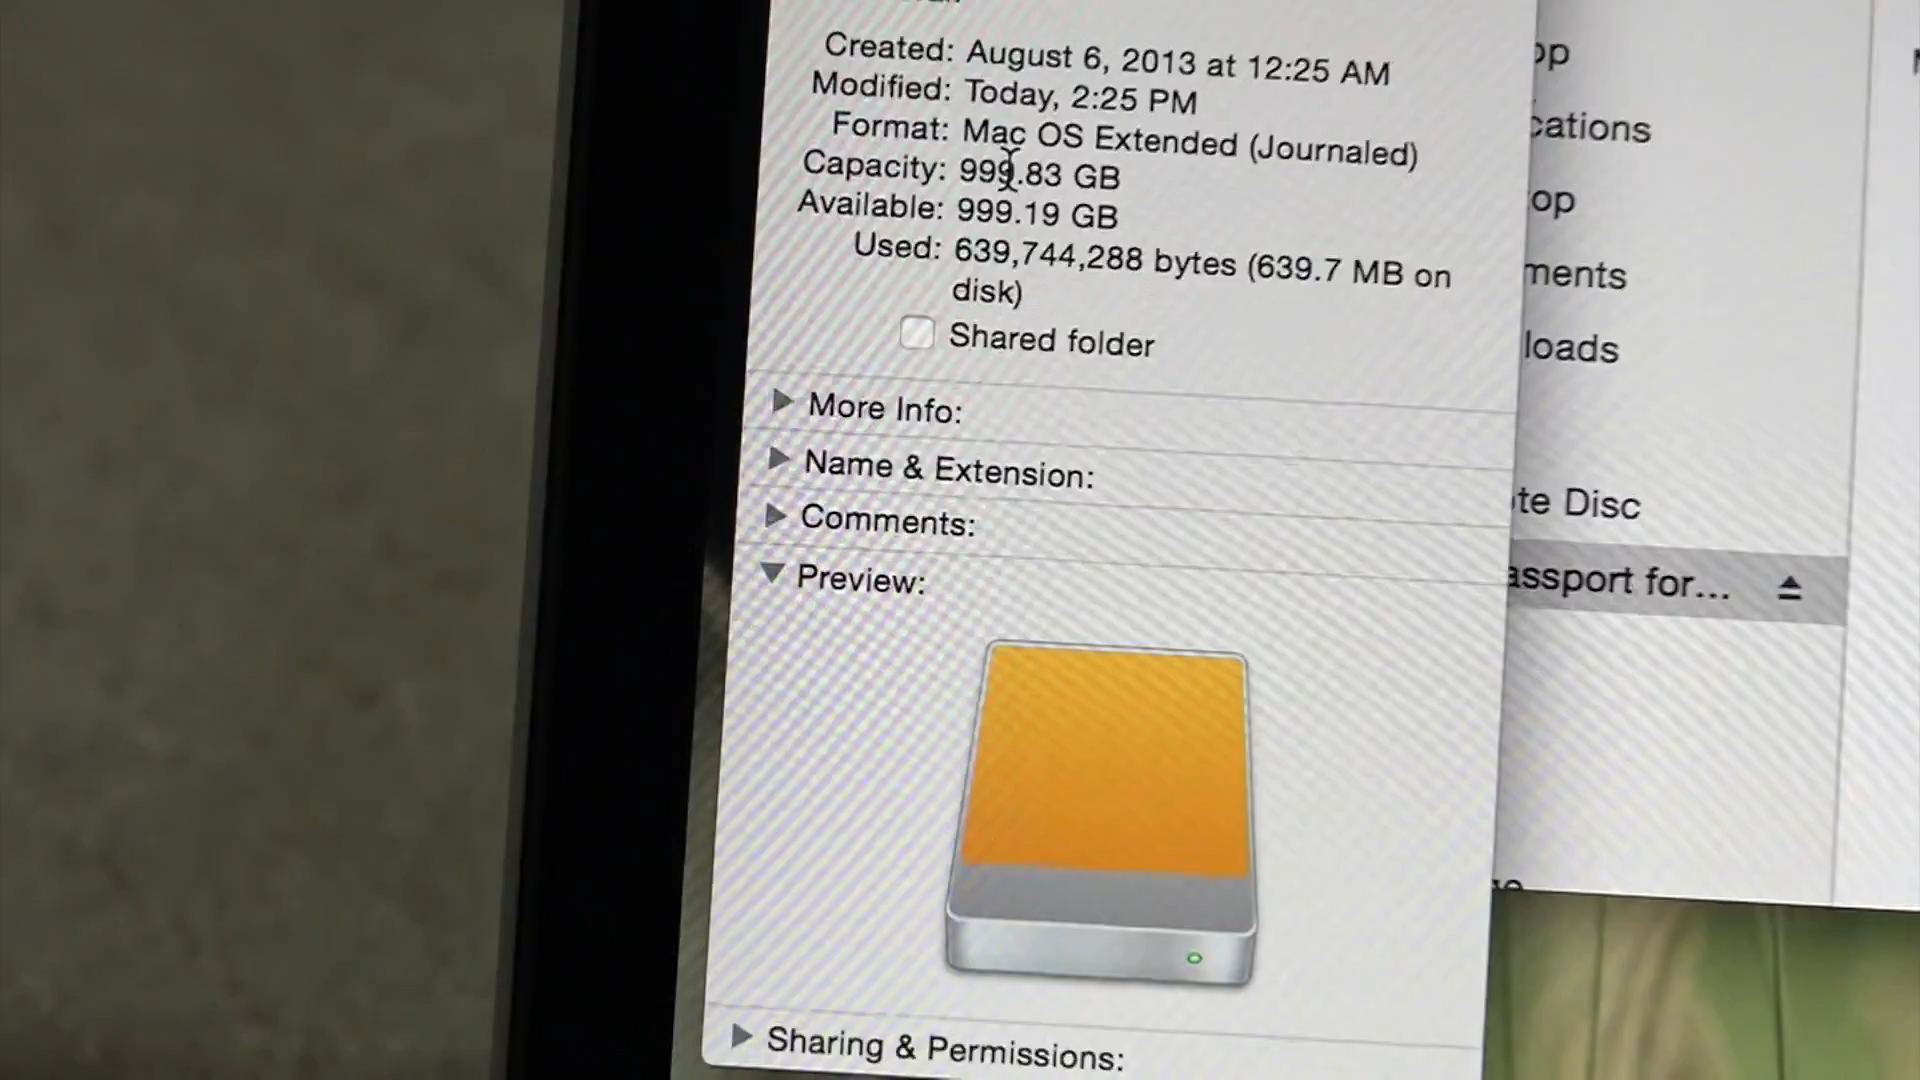 Created: August 6, 2013 at 12:25 AM
Modified: Today, 2:25 PM
Format: Mac OS Extended (Journaled)
Capacity: 999.83 GB
Available: 999.19 GB
Used: 639,744,288 bytes (639.7 MB on
disk)
Shared folder
More Info:
Name & Extension:
Comments:
Preview:
Sharing & Permissions:
op
cations
op
ments
loads
te Disc
assport for...